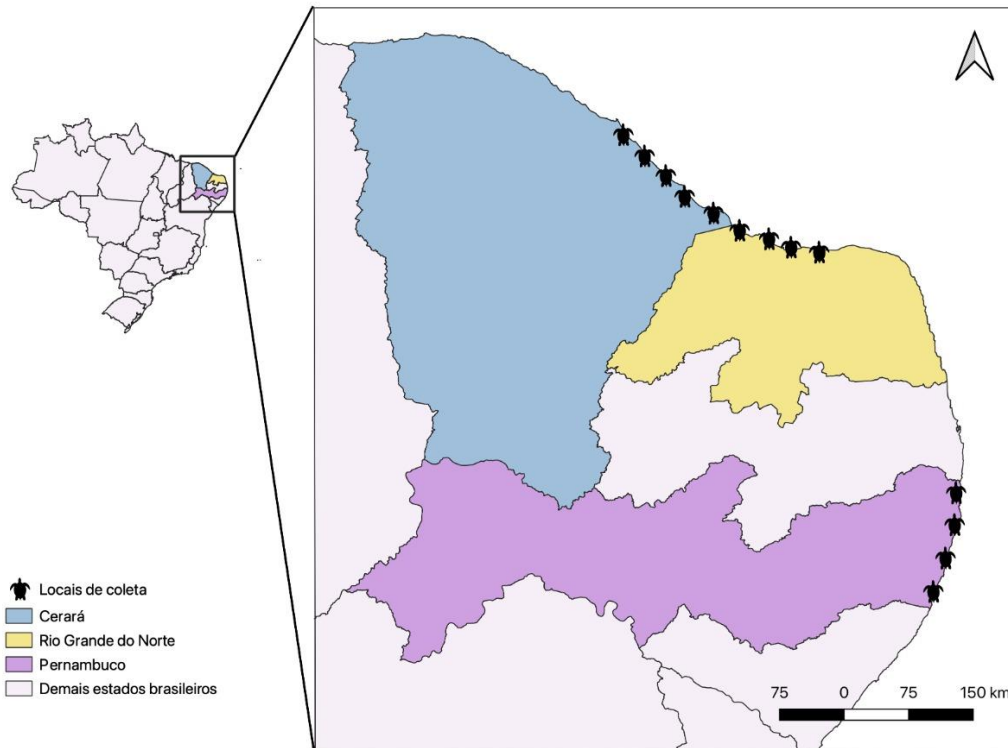 Locais de coleta
Cerará
Rio Grande do Norte
Pernambuco
Demais estados brasileiros
75 0 75 150 km